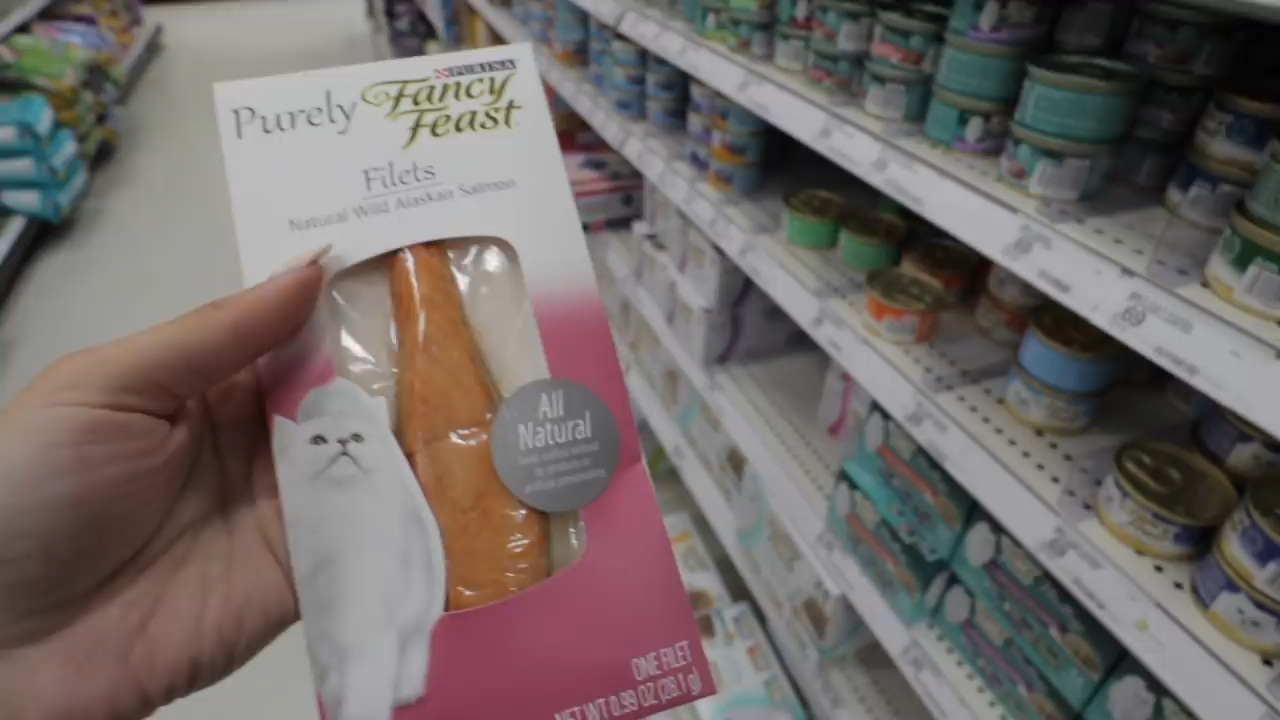 PURINA
Purely Fancy Feast
Filets
Natural Wild Alaskan Salmon
All
Natural
ONE FILET
NET WT 0.99 OZ (28.1 g)
69